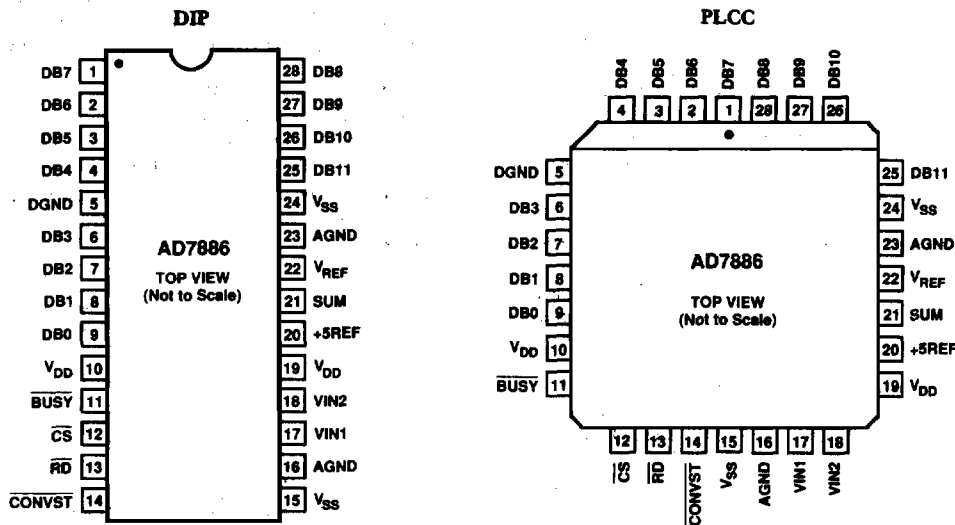 DIP
DB7 1 28 DB8
DB6 2 27 DB9
DB5 3 26 DB10
DB4 4 25 DB11
DGND 5 24 VSS
DB3 6 23 AGND
DB2 7 22 VREF
DB1 8 21 SUM
DB0 9 20 +5REF
VDD 10 19 VDD
BUSY 11 18 VIN2
CS 12 17 VIN1
RD 13 16 AGND
CONVST 14 15 VSS
AD7886
TOP VIEW
(Not to Scale)
PLCC
DB4 DB5 DB6 DB7 DB8 DB9 DB10
4 3 2 1 28 27 26
DGND 5 25 DB11
DB3 6 24 VSS
DB2 7 23 AGND
DB1 8 22 VREF
DB0 9 21 SUM
VDD 10 20 +5REF
BUSY 11 19 VDD
AD7886
TOP VIEW
(Not to Scale)
12 13 14 15 16 17 18
CS RD CONVST VSS AGND VIN1 VIN2